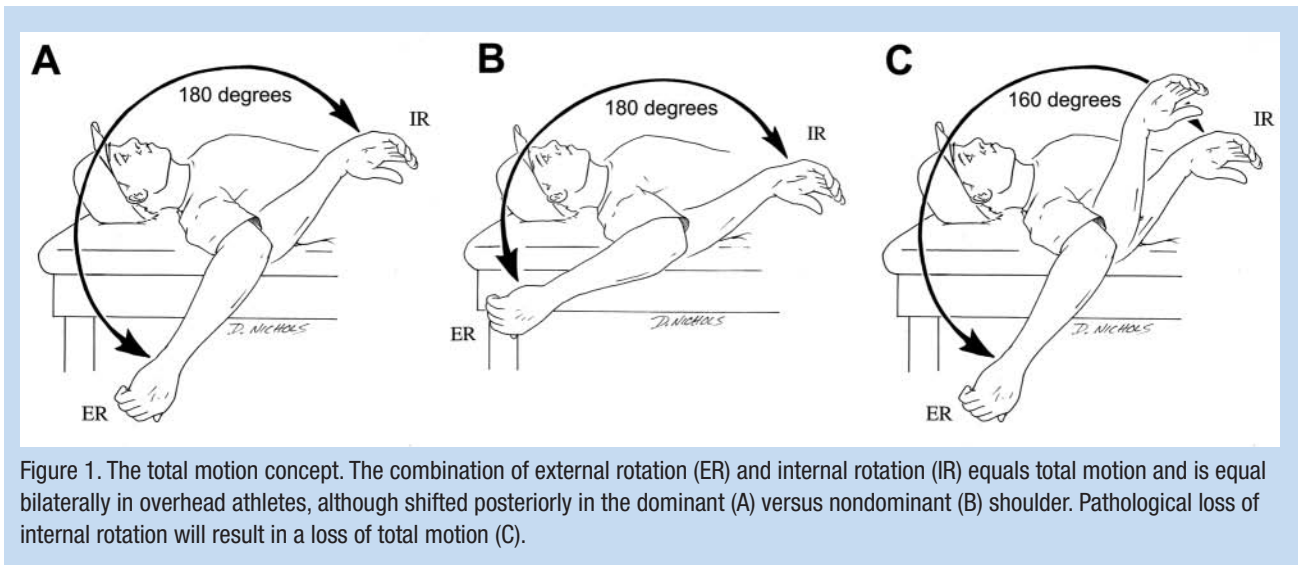 A
180 degrees
IR
ER
D. NICHOLS
B
180 degrees
IR
ER
D. NICHOLS
C
160 degrees
IR
ER
D. NICHOLS
Figure 1. The total motion concept. The combination of external rotation (ER) and internal rotation (IR) equals total motion and is equal
bilaterally in overhead athletes, although shifted posteriorly in the dominant (A) versus nondominant (B) shoulder. Pathological loss of
internal rotation will result in a loss of total motion (C).